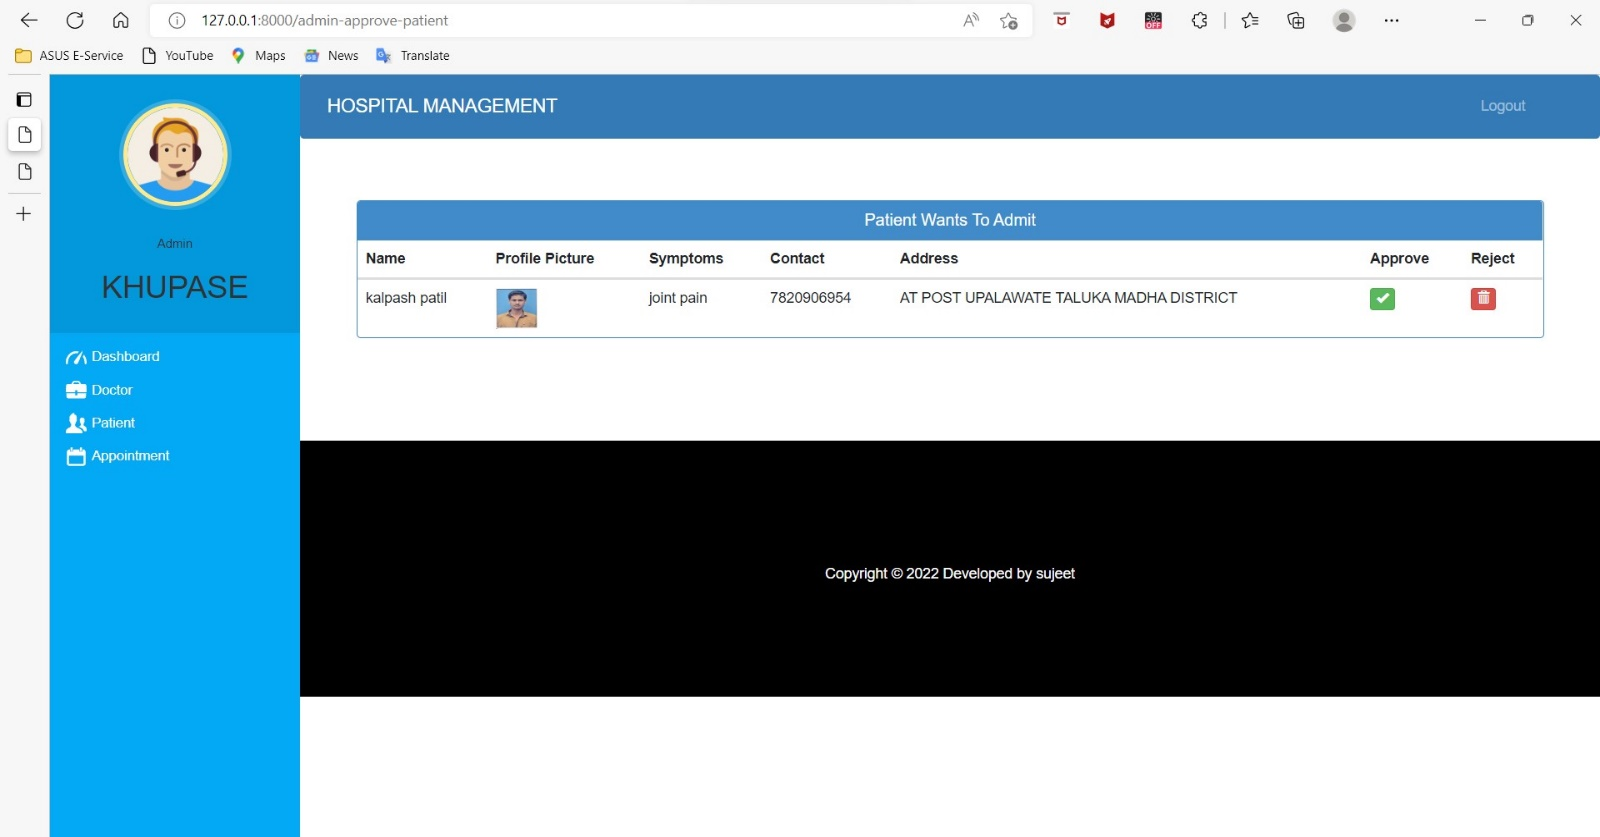 127.0.0.1:8000/admin-approve-patient
ASUS E-Service YouTube Maps News Translate
HOSPITAL MANAGEMENT Logout
Admin
KHUPASE
Dashboard
Doctor
Patient
Appointment
Patient Wants To Admit
Name Profile Picture Symptoms Contact Address Approve Reject
kalpash patil joint pain 7820906954 AT POST UPALAWATE TALUKA MADHA DISTRICT
Copyright © 2022 Developed by sujeet